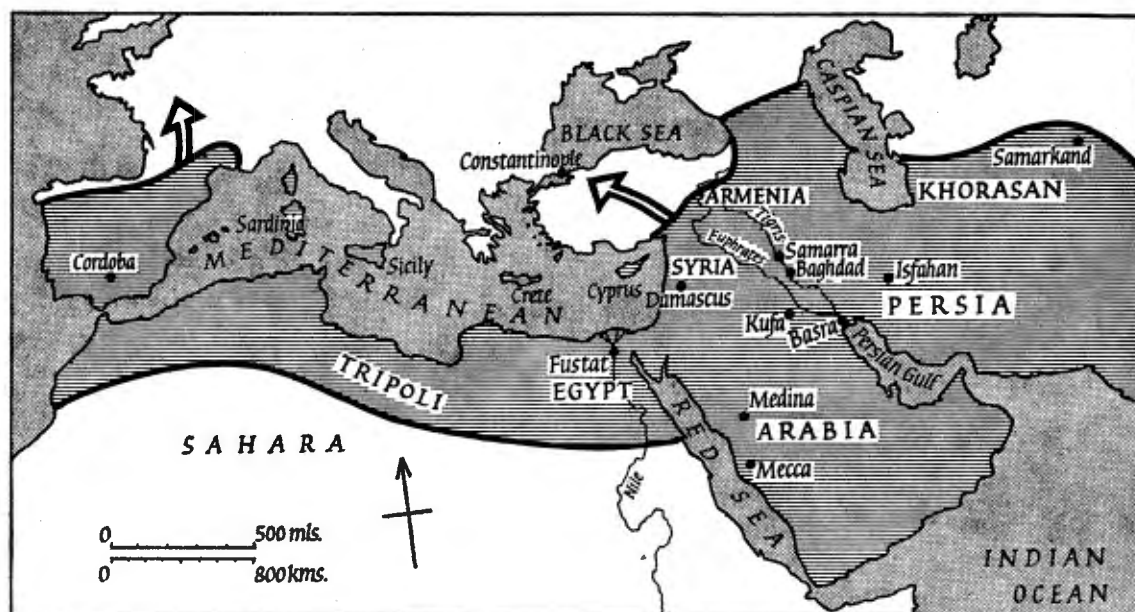 CASPIAN SEA
BLACK SEA
Constantinople
Samarkand
KHORASAN
ARMENIA
Tigris
Euphrates
Samarra
Baghdad
Isfahan
PERSIA
SYRIA
Damascus
Kufa
Basra
Persian Gulf
Sardinia
Cordoba
MEDITERRANEAN
Sicily
Crete
Cyprus
TRIPOLI
Fustat
EGYPT
Medina
ARABIA
Mecca
RED SEA
Nile
SAHARA
0 500 mls.
0 800 kms.
INDIAN
OCEAN